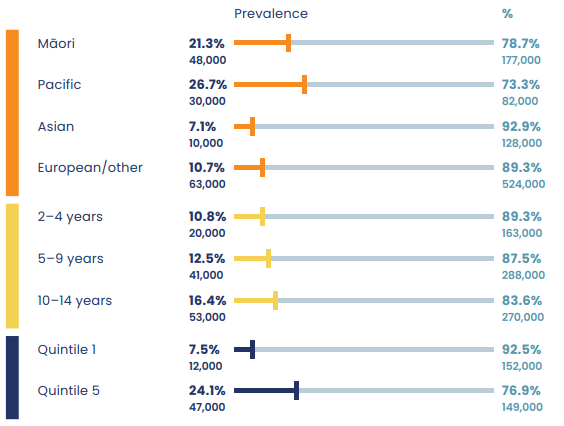 Prevalence %
Māori 21.3% 78.7%
48,000 177,000
Pacific 26.7% 73.3%
30,000 82,000
Asian 7.1% 92.9%
10,000 128,000
European/other 10.7% 89.3%
63,000 524,000
2–4 years 10.8% 89.3%
20,000 163,000
5–9 years 12.5% 87.5%
41,000 288,000
10–14 years 16.4% 83.6%
53,000 270,000
Quintile 1 7.5% 92.5%
12,000 152,000
Quintile 5 24.1% 76.9%
47,000 149,000